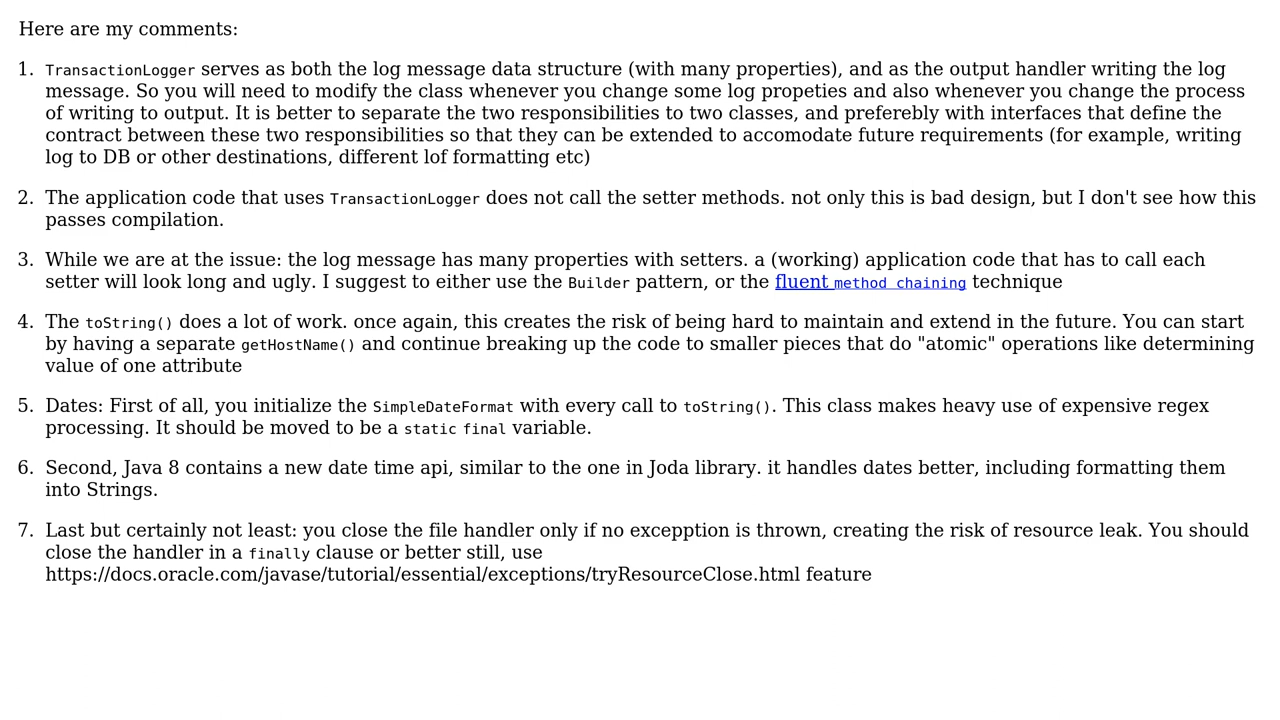 Here are my comments:
1. TransactionLogger serves as both the log message data structure (with many properties), and as the output handler writing the log
message. So you will need to modify the class whenever you change some log propeties and also whenever you change the process
of writing to output. It is better to separate the two responsibilities to two classes, and preferebly with interfaces that define the
contract between these two responsibilities so that they can be extended to accomodate future requirements (for example, writing
log to DB or other destinations, different lof formatting etc)
2. The application code that uses TransactionLogger does not call the setter methods. not only this is bad design, but I don't see how this
passes compilation.
3. While we are at the issue: the log message has many properties with setters. a (working) application code that has to call each
setter will look long and ugly. I suggest to either use the Builder pattern, or the fluent method chaining technique
4. The toString() does a lot of work. once again, this creates the risk of being hard to maintain and extend in the future. You can start
by having a separate getHostName() and continue breaking up the code to smaller pieces that do "atomic" operations like determining
value of one attribute
5. Dates: First of all, you initialize the SimpleDateFormat with every call to toString(). This class makes heavy use of expensive regex
processing. It should be moved to be a static final variable.
6. Second, Java 8 contains a new date time api, similar to the one in Joda library. it handles dates better, including formatting them
into Strings.
7. Last but certainly not least: you close the file handler only if no excepption is thrown, creating the risk of resource leak. You should
close the handler in a finally clause or better still, use
https://docs.oracle.com/javase/tutorial/essential/exceptions/tryResourceClose.html feature